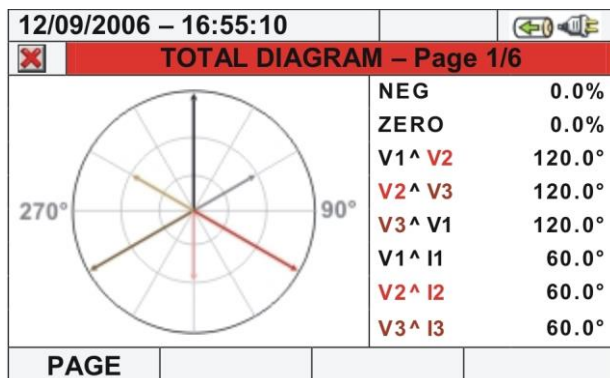 12/09/2006 – 16:55:10
TOTAL DIAGRAM – Page 1/6
270°
90°
NEG 0.0%
ZERO 0.0%
V1^ V2 120.0°
V2^ V3 120.0°
V3^ V1 120.0°
V1^ I1 60.0°
V2^ I2 60.0°
V3^ I3 60.0°
PAGE